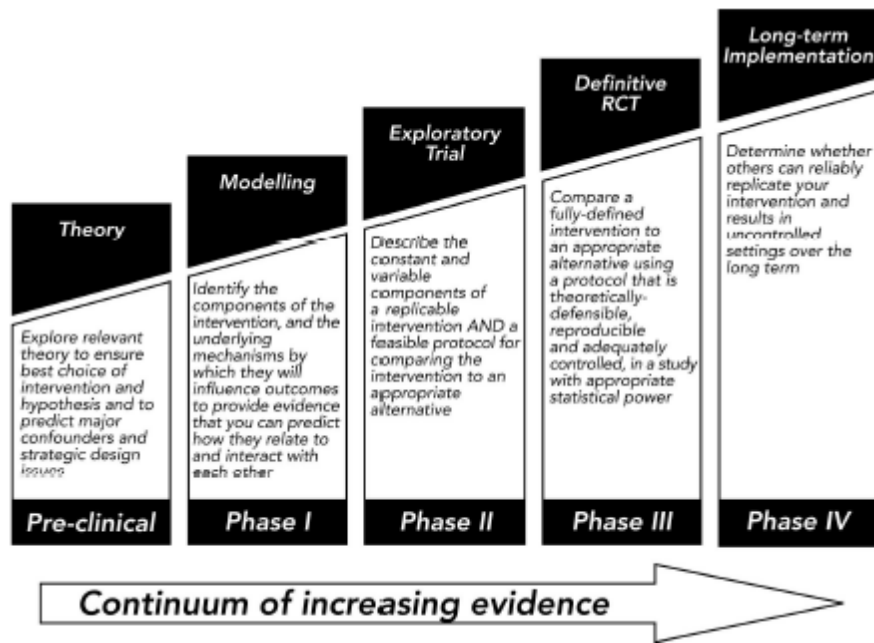 Theory
Explore relevant
theory to ensure
best choice of
intervention and
hypothesis and to
predict major
confounders and
strategic design
issues
Pre-clinical
Modelling
Identify the
components of the
intervention, and the
underlying
mechanisms by
which they will
influence outcomes
to provide evidence
that you can predict
how they relate to
and interact with
each other
Phase I
Exploratory
Trial
Describe the
constant and
variable
components of
a replicable
intervention AND a
feasible protocol for
comparing the
intervention to an
appropriate
alternative
Phase II
Definitive
RCT
Compare a
fully-defined
intervention to
an appropriate
alternative using
a protocol that is
theoretically-
defensible,
reproducible
and adequately
controlled, in a study
with appropriate
statistical power
Phase III
Long-term
Implementation
Determine whether
others can reliably
replicate your
intervention and
results in
uncontrolled
settings over the
long term
Phase IV
Continuum of increasing evidence